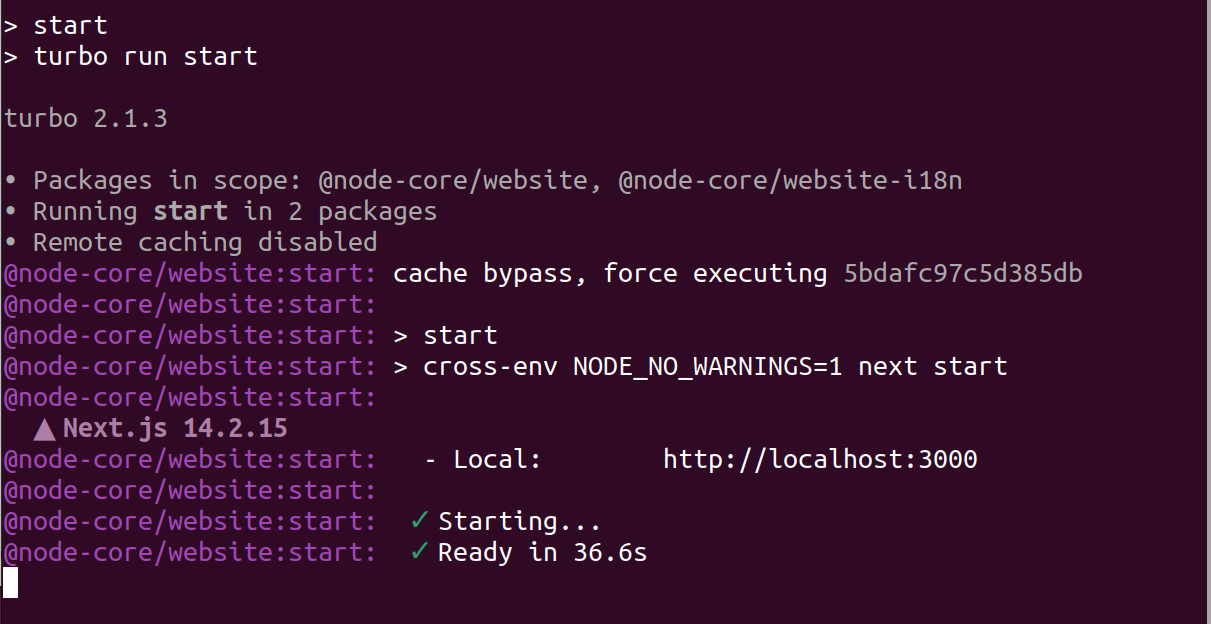 > start
> turbo run start
turbo 2.1.3
• Packages in scope: @node-core/website, @node-core/website-i18n
• Running start in 2 packages
• Remote caching disabled
@node-core/website:start: cache bypass, force executing 5bdafc97c5d385db
@node-core/website:start:
@node-core/website:start: > start
@node-core/website:start: > cross-env NODE_NO_WARNINGS=1 next start
@node-core/website:start:
▲ Next.js 14.2.15
@node-core/website:start:   - Local:        http://localhost:3000
@node-core/website:start:
@node-core/website:start:  ✓ Starting...
@node-core/website:start:  ✓ Ready in 36.6s